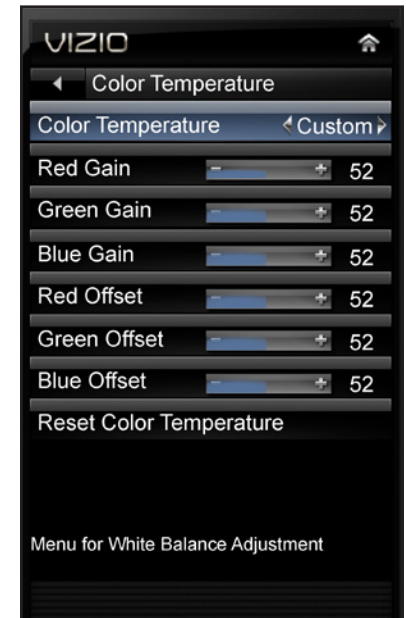 VIZIO
Color Temperature
Color Temperature Custom
Red Gain - + 52
Green Gain - + 52
Blue Gain - + 52
Red Offset - + 52
Green Offset - + 52
Blue Offset - + 52
Reset Color Temperature
Menu for White Balance Adjustment